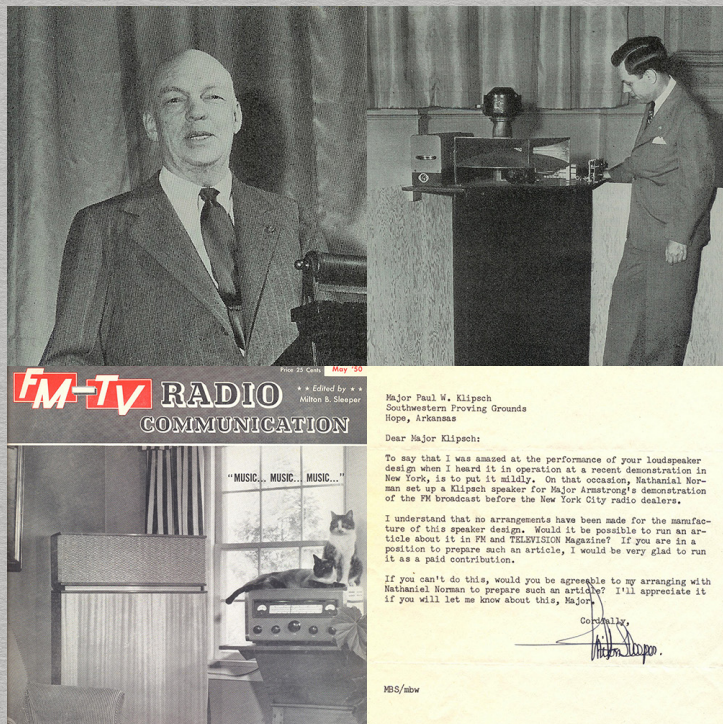 Price 25 Cents May '50
FM-TV RADIO
COMMUNICATION
★ ★ Edited by ★ ★
Milton B. Sleeper
"MUSIC... MUSIC... MUSIC..."
Major Paul W. Klipsch
Southwestern Proving Grounds
Hope, Arkansas
Dear Major Klipsch:
To say that I was amazed at the performance of your loudspeaker
design when I heard it in operation at a recent demonstration in
New York, is to put it mildly. On that occasion, Nathanial Nor-
man set up a Klipsch speaker for Major Armstrong's demonstration
of the FM broadcast before the New York City radio dealers.
I understand that no arrangements have been made for the manufac-
ture of this speaker design. Would it be possible to run an ar-
ticle about it in FM and TELEVISION Magazine? If you are in a
position to prepare such an article, I would be very glad to run
it as a paid contribution.
If you can't do this, would you be agreeable to my arranging with
Nathaniel Norman to prepare such an article? I'll appreciate it
if you will let me know about this, Major.
Cordially,
Milton Sleeper.
MBS/mbw